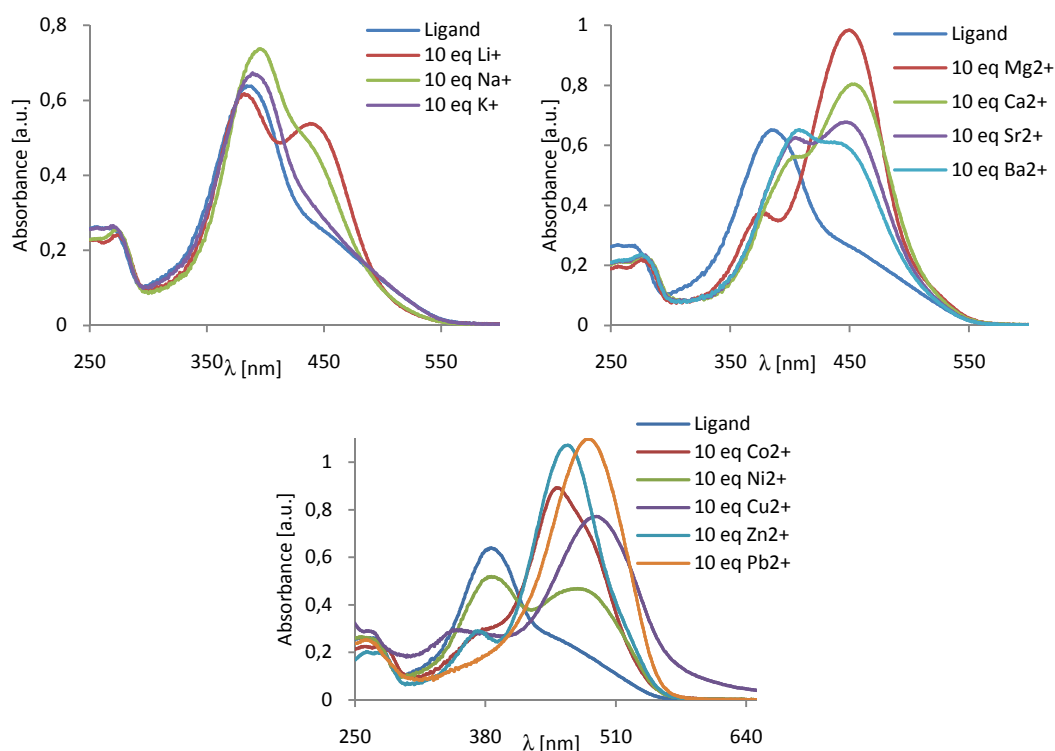 0,8
0,6
0,4
0,2
0
Absorbance [a.u.]
250
350
450
550
λ [nm]
Ligand
10 eq Li+
10 eq Na+
10 eq K+
1
0,8
0,6
0,4
0,2
0
Absorbance [a.u.]
250
350
450
550
λ [nm]
Ligand
10 eq Mg2+
10 eq Ca2+
10 eq Sr2+
10 eq Ba2+
1
0,8
0,6
0,4
0,2
0
Absorbance [a.u.]
250
380
510
640
λ [nm]
Ligand
10 eq Co2+
10 eq Ni2+
10 eq Cu2+
10 eq Zn2+
10 eq Pb2+